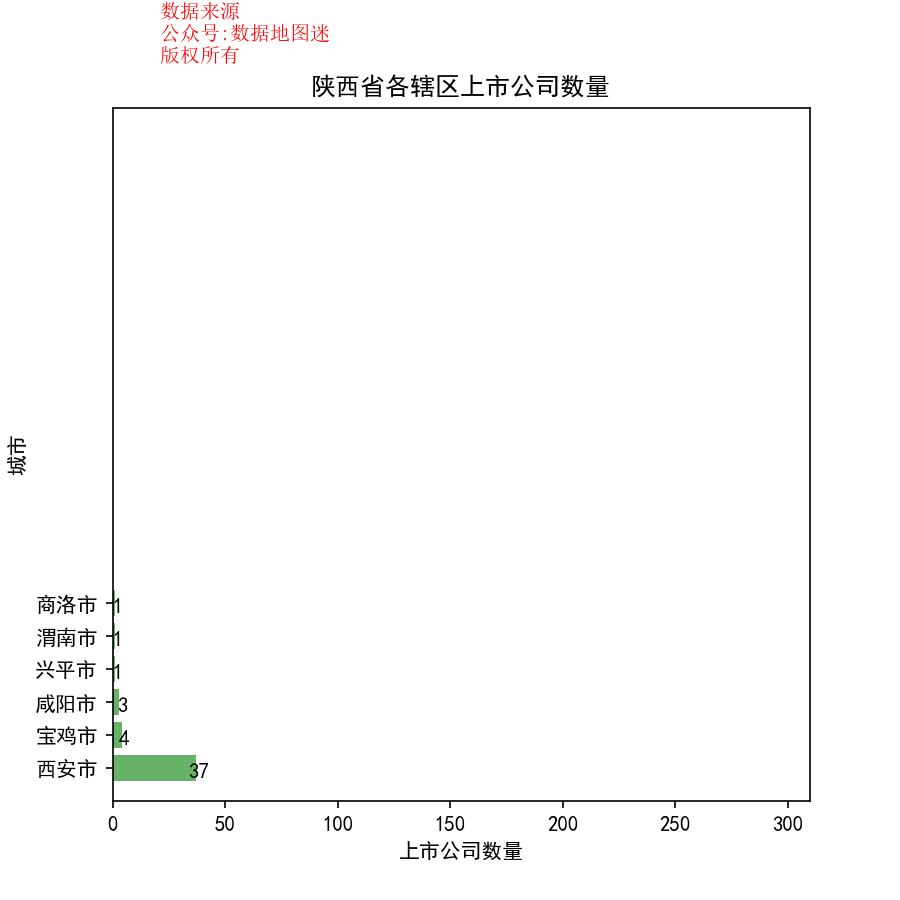 数据来源
公众号:数据地图迷
版权所有
陕西省各辖区上市公司数量
城市
商洛市 1
渭南市 1
兴平市 1
咸阳市 3
宝鸡市 4
西安市 37
0 50 100 150 200 250 300
上市公司数量